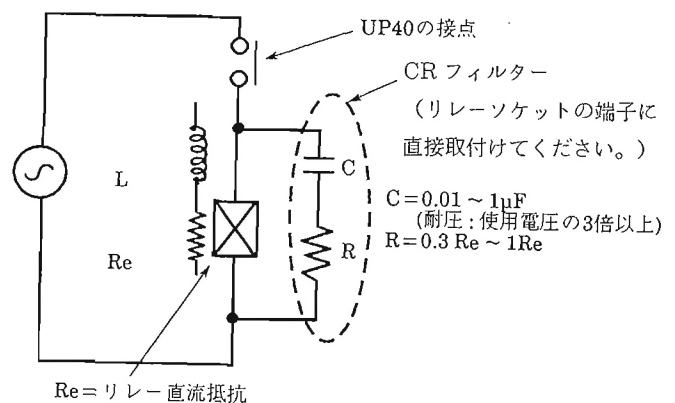 UP40の接点
CR フィルター
(リレーソケットの端子に
直接取付けてください。)
C
L
C=0.01 ~ 1μF
(耐圧:使用電圧の3倍以上)
R
R=0.3 Re ~ 1Re
Re
Re=リレー直流抵抗